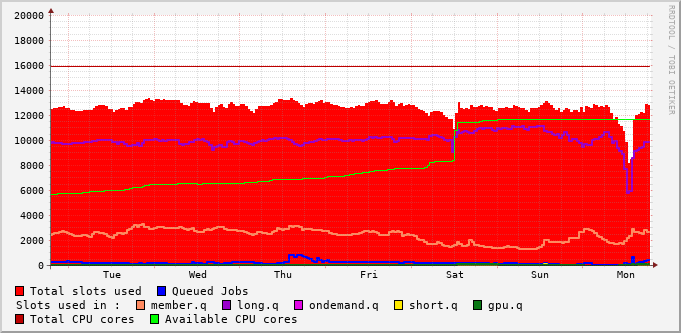 20000
18000
16000
14000
12000
10000
8000
6000
4000
2000
0
Tue Wed Thu Fri Sat Sun Mon
RRDTOOL / TOBI OETIKER
Total slots used Queued Jobs
Slots used in : member.q long.q ondemand.q short.q gpu.q
Total CPU cores Available CPU cores